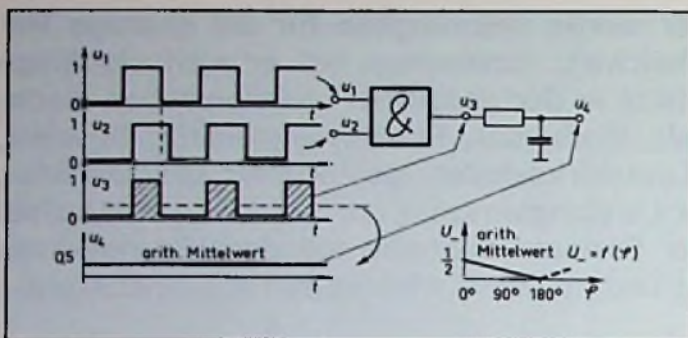 u₁
1
0
t
u₁
u₂
&
u₃
u₄
u₂
1
0
t
u₃
1
0
t
u₄
0,5
arith Mittelwert
t
U_
arith
Mittelwert
U_ = f(φ)
1/2
0° 90° 180° φ